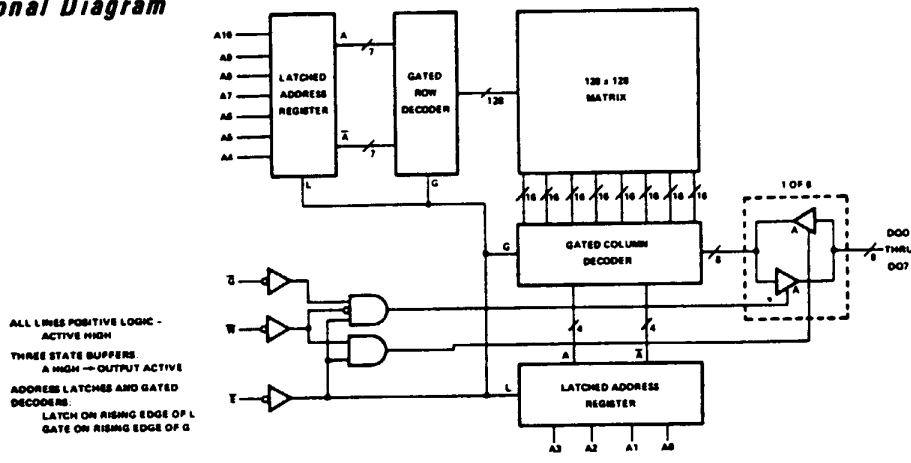 onal Diagram
A10
A9
A8
A7
A6
A5
A4
LATCHED
ADDRESS
REGISTER
L
A
7
A
7
GATED
ROW
DECODER
G
128
128 x 128
MATRIX
16 16 16 16 16 16 16 16
G
GATED COLUMN
DECODER
8
1 OF 8
A
A
8
DQ0
THRU
DQ7
G
W
E
4
4
A
A
L
LATCHED ADDRESS
REGISTER
A3 A2 A1 A0
ALL LINES POSITIVE LOGIC -
ACTIVE HIGH
THREE STATE BUFFERS:
A HIGH → OUTPUT ACTIVE
ADDRESS LATCHES AND GATED
DECODERS:
LATCH ON RISING EDGE OF L
GATE ON RISING EDGE OF G